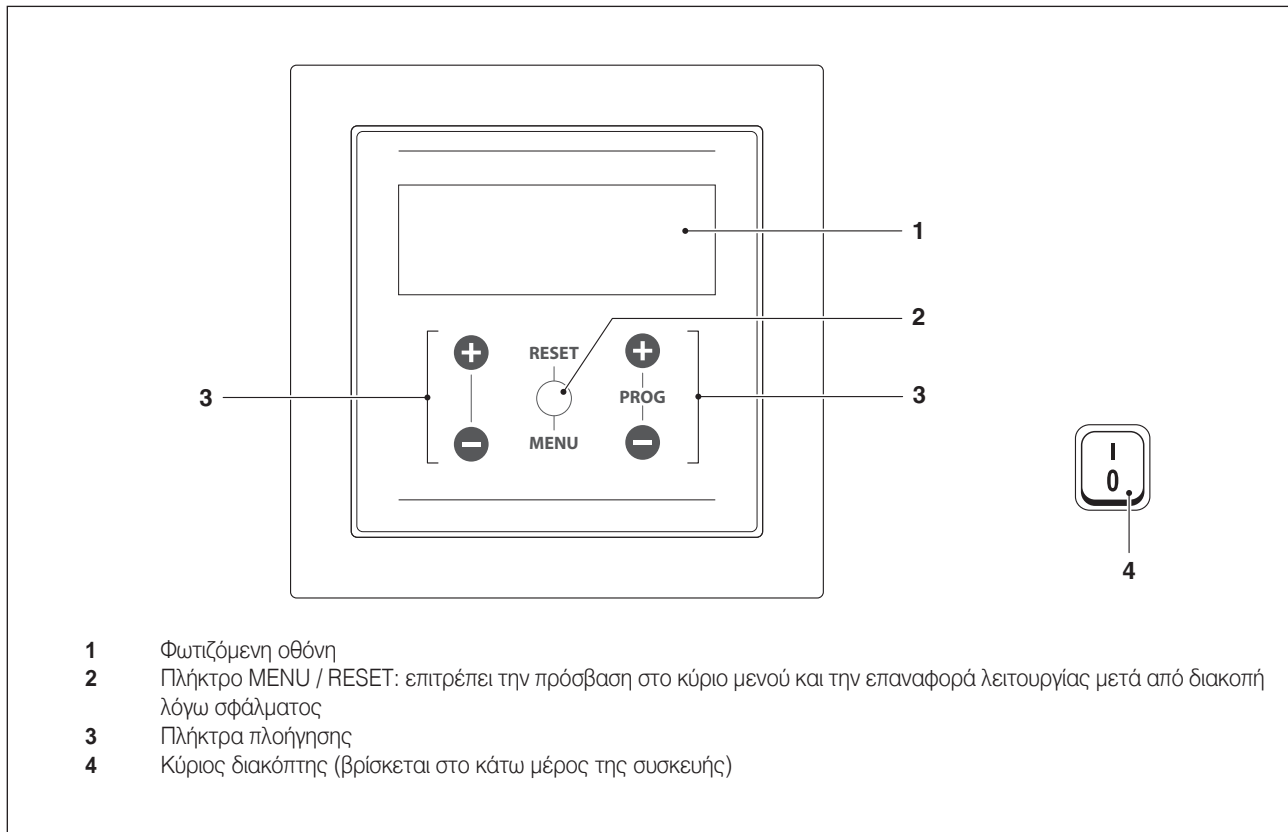 1
2
RESET
PROG
MENU
3
3
I
0
4
1 Φωτιζόμενη οθόνη
2 Πλήκτρο MENU / RESET: επιτρέπει την πρόσβαση στο κύριο μενού και την επαναφορά λειτουργίας μετά από διακοπή
λόγω σφάλματος
3 Πλήκτρα πλοήγησης
4 Κύριος διακόπτης (βρίσκεται στο κάτω μέρος της συσκευής)